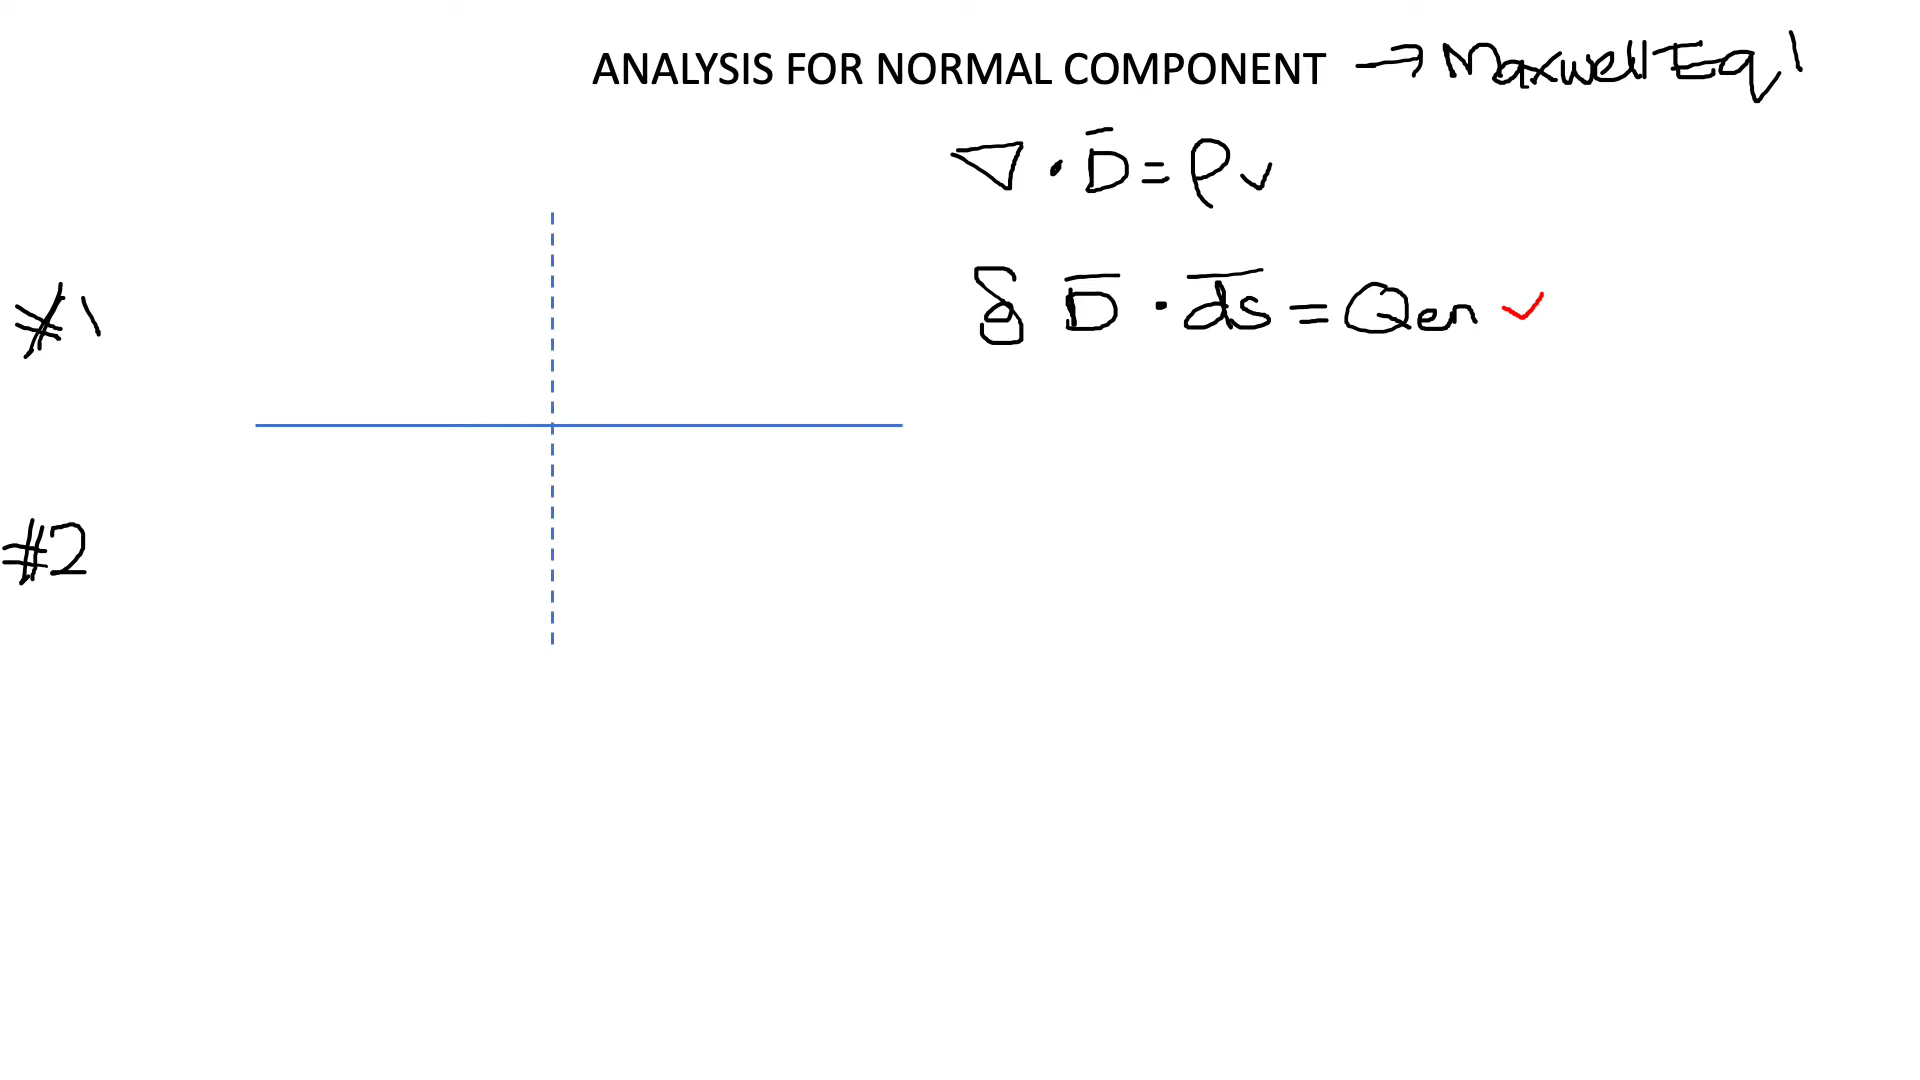 ANALYSIS FOR NORMAL COMPONENT → Maxwell Eq 1
∇ · D̅ = ρv
∮ D̅ · d̅s̅ = Qen ✓
#1
#2